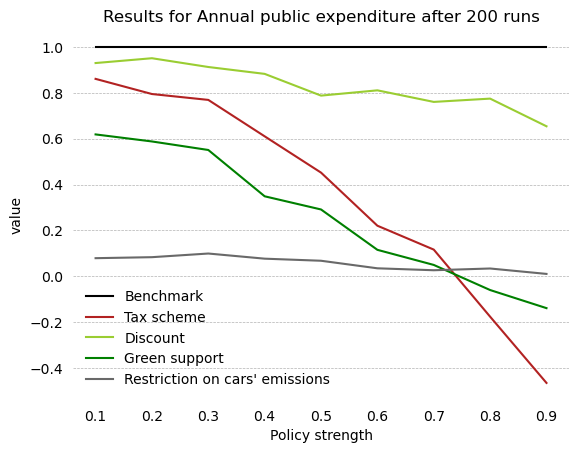 Results for Annual public expenditure after 200 runs
1.0
0.8
0.6
0.4
0.2
0.0
−0.2
−0.4
value
Benchmark
Tax scheme
Discount
Green support
Restriction on cars' emissions
0.1 0.2 0.3 0.4 0.5 0.6 0.7 0.8 0.9
Policy strength